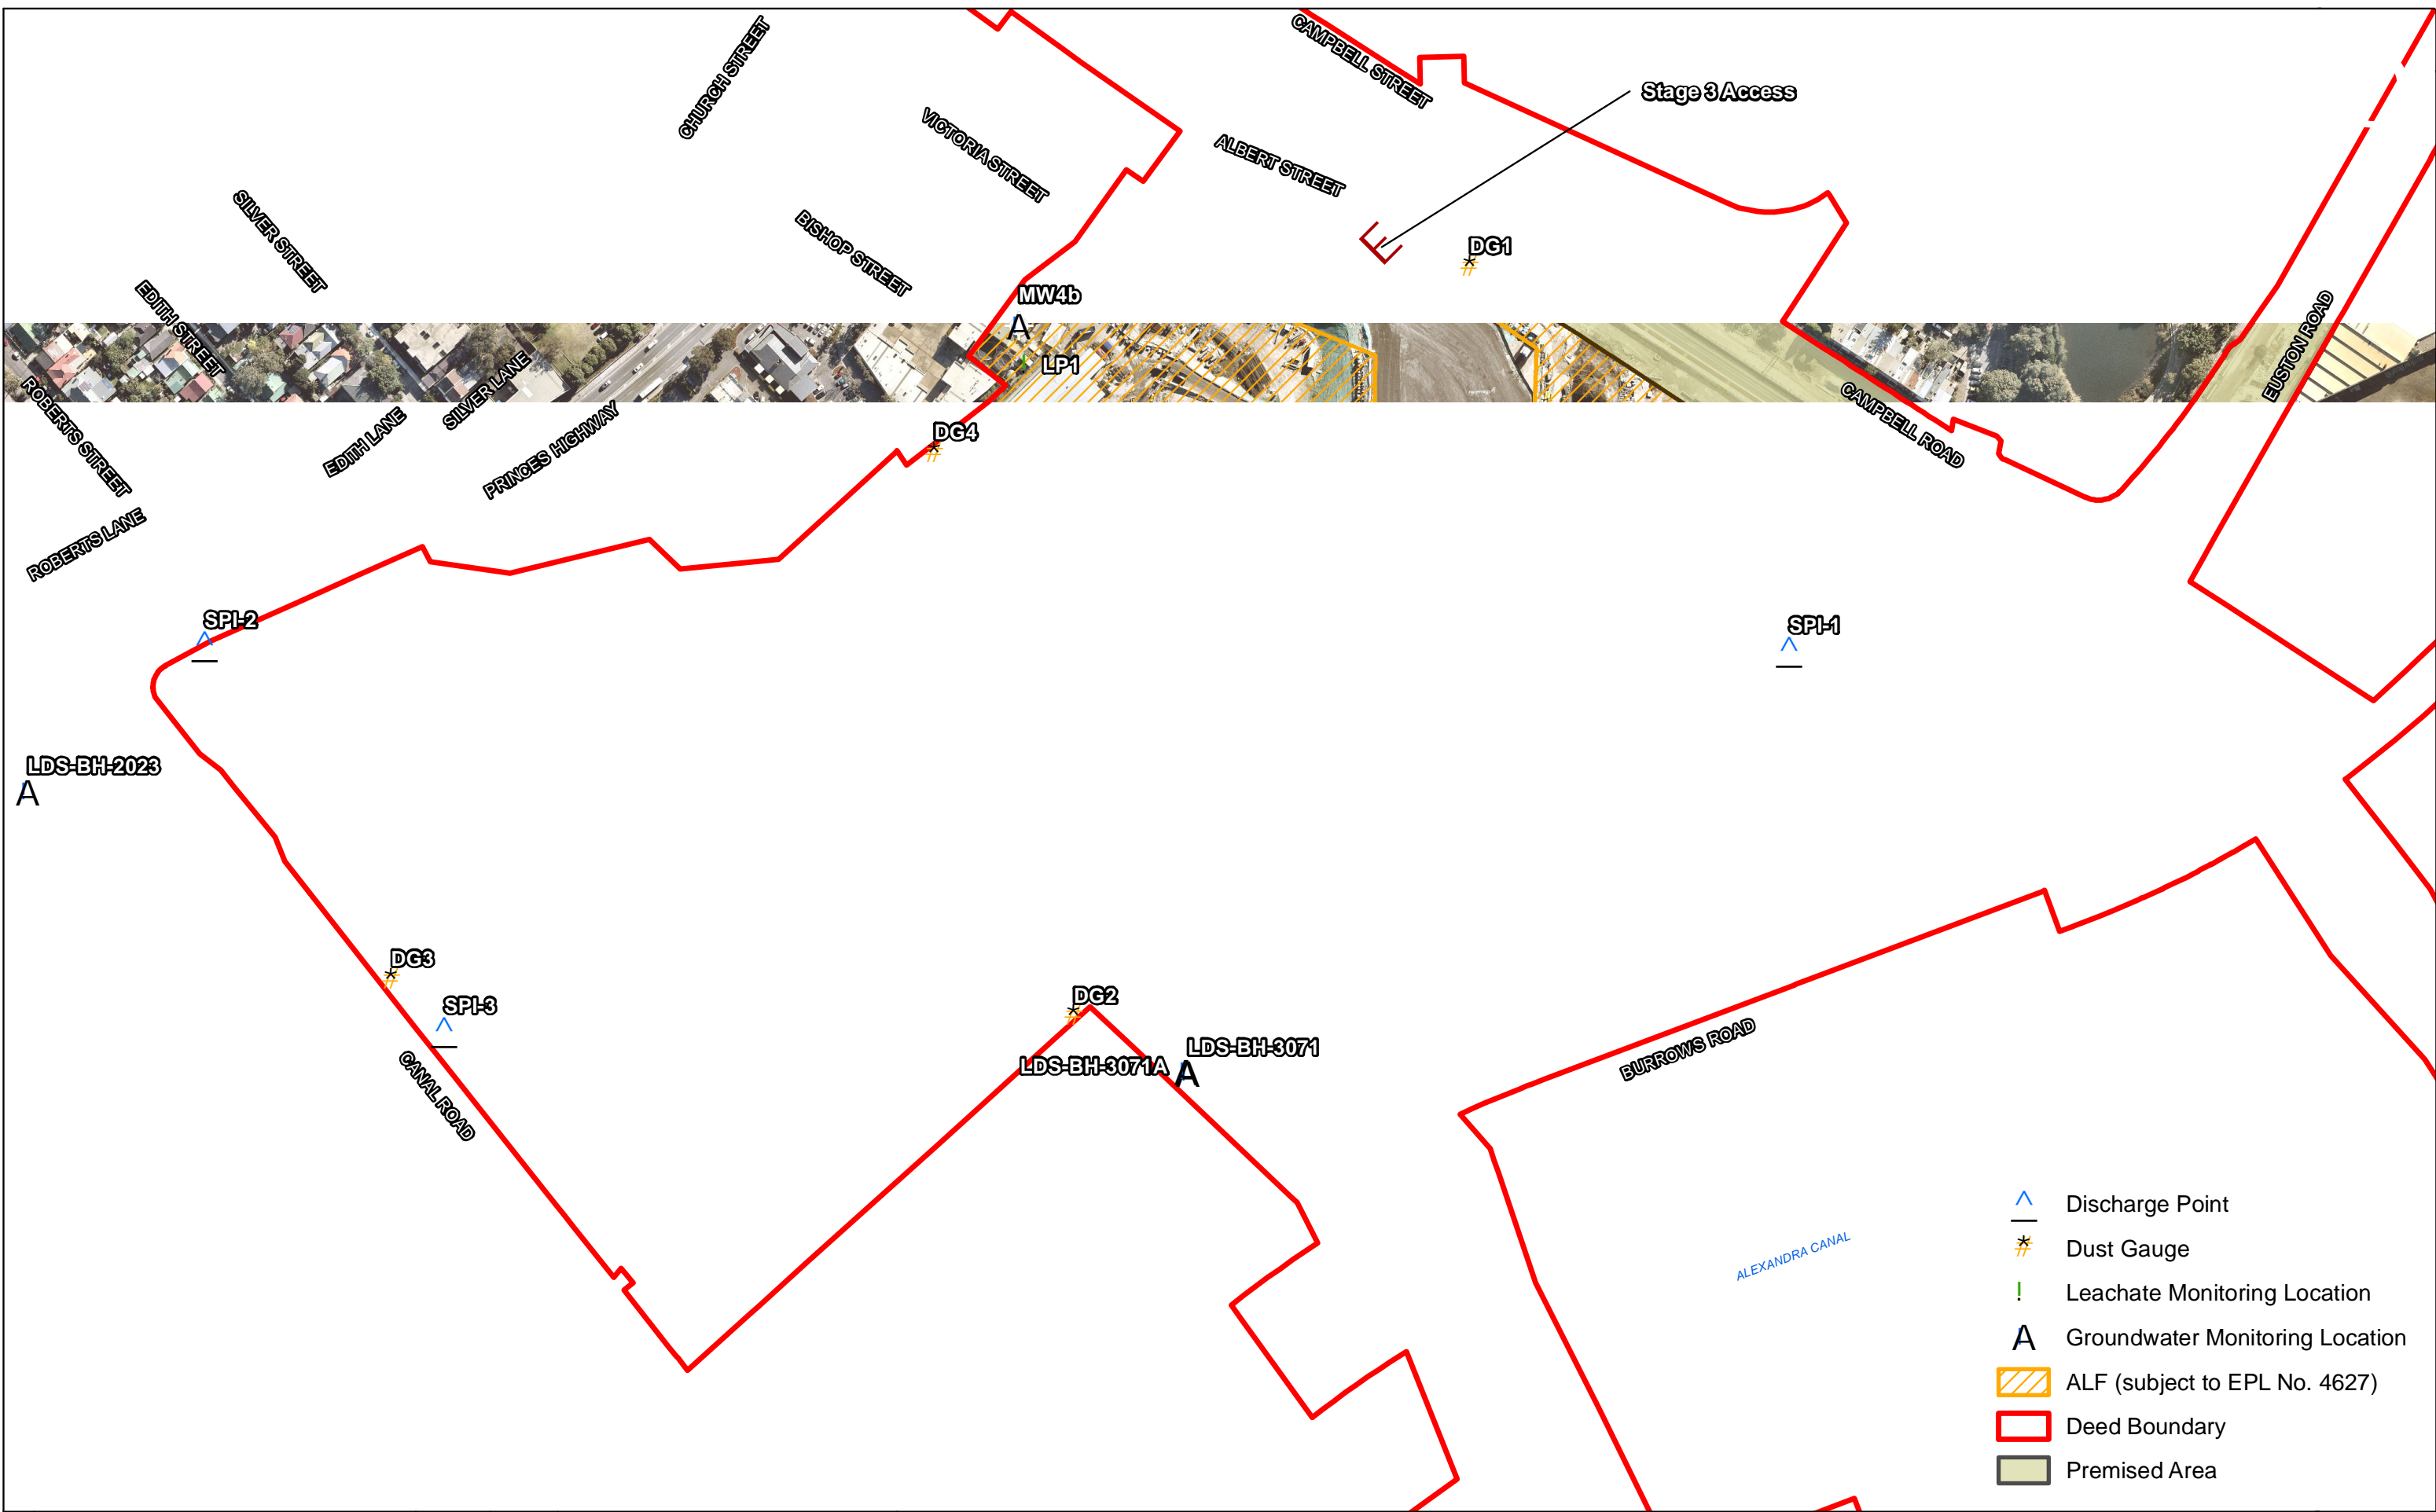 CAMPBELL STREET
CHURCH STREET
Stage 3 Access
VICTORIA STREET
ALBERT STREET
SILVER STREET
BISHOP STREET
DG1
EDITH STREET
MW4b
EUSTON ROAD
LP1
SILVER LANE
ROBERTS STREET
EDITH LANE
PRINCES HIGHWAY
DG4
CAMPBELL ROAD
ROBERTS LANE
SPI-2
SPI-1
LDS-BH-2023
A
DG3
SPI-3
DG2
LDS-BH-3071
LDS-BH-3071A
CANAL ROAD
BURROWS ROAD
ALEXANDRA CANAL
Discharge Point
Dust Gauge
! Leachate Monitoring Location
A Groundwater Monitoring Location
ALF (subject to EPL No. 4627)
Deed Boundary
Premised Area